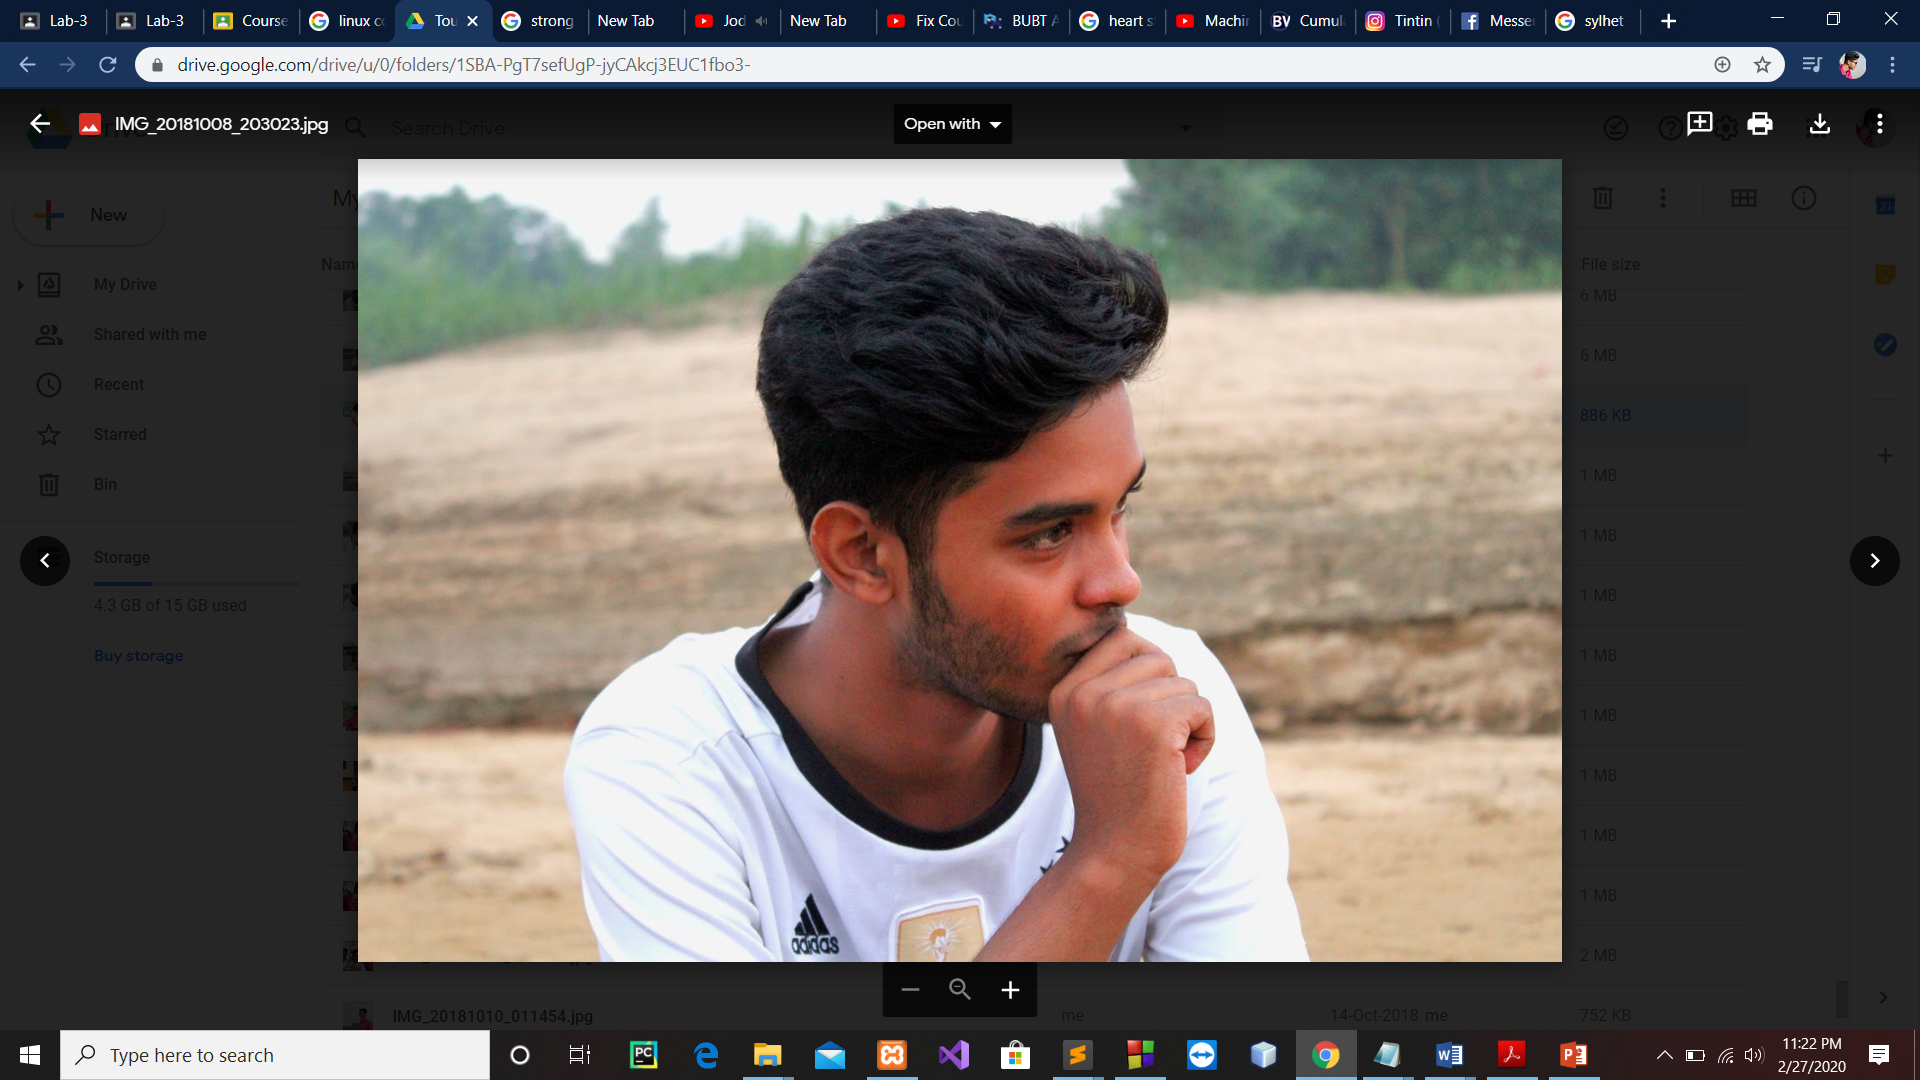 Lab-3
Lab-3
Course
linux co
Tou
strong
New Tab
Jod
New Tab
Fix Cou
BUBT A
heart s
Machin
BV Cumul
Tintin (
Messen
sylhet
drive.google.com/drive/u/0/folders/1SBA-PgT7sefUgP-jyCAkcj3EUC1fbo3-
IMG_20181008_203023.jpg
Search Drive
Open with
New
My
Name
File size
My Drive
Shared with me
Recent
Starred
Bin
Storage
4.3 GB of 15 GB used
Buy storage
6 MB
6 MB
886 KB
1 MB
1 MB
1 MB
1 MB
1 MB
1 MB
1 MB
1 MB
2 MB
adidas
IMG_20181010_011454.jpg me 14-Oct-2018 me 752 KB
Type here to search
11:22 PM
2/27/2020